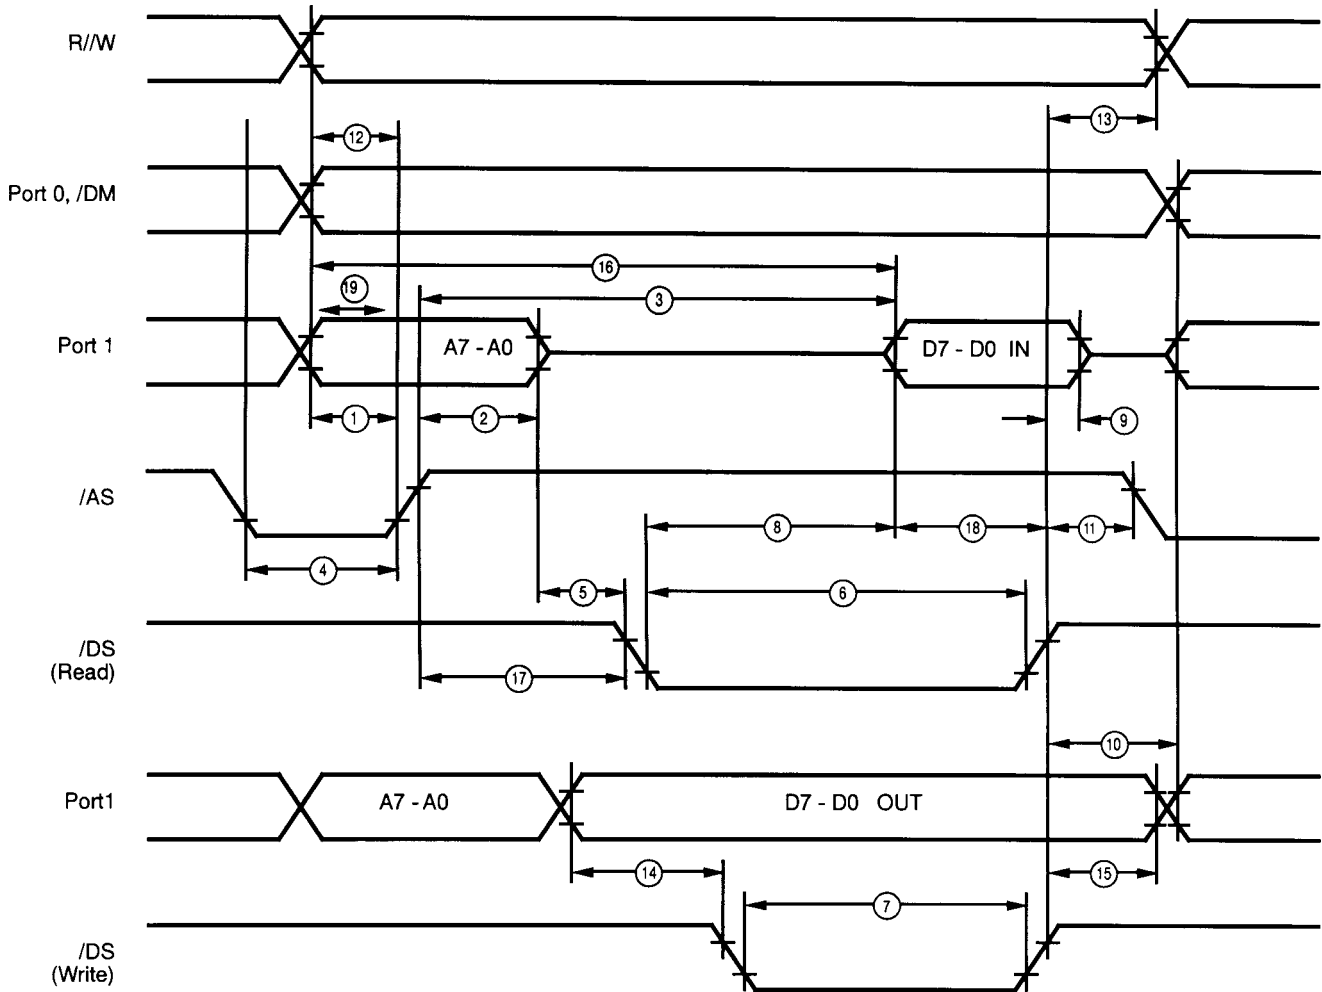 R//W
12
13
Port 0, /DM
16
19
3
Port 1
A7 - A0
D7 - D0 IN
1
2
9
/AS
8
18
11
4
5
6
/DS
(Read)
17
10
Port1
A7 - A0
D7 - D0 OUT
14
15
7
/DS
(Write)